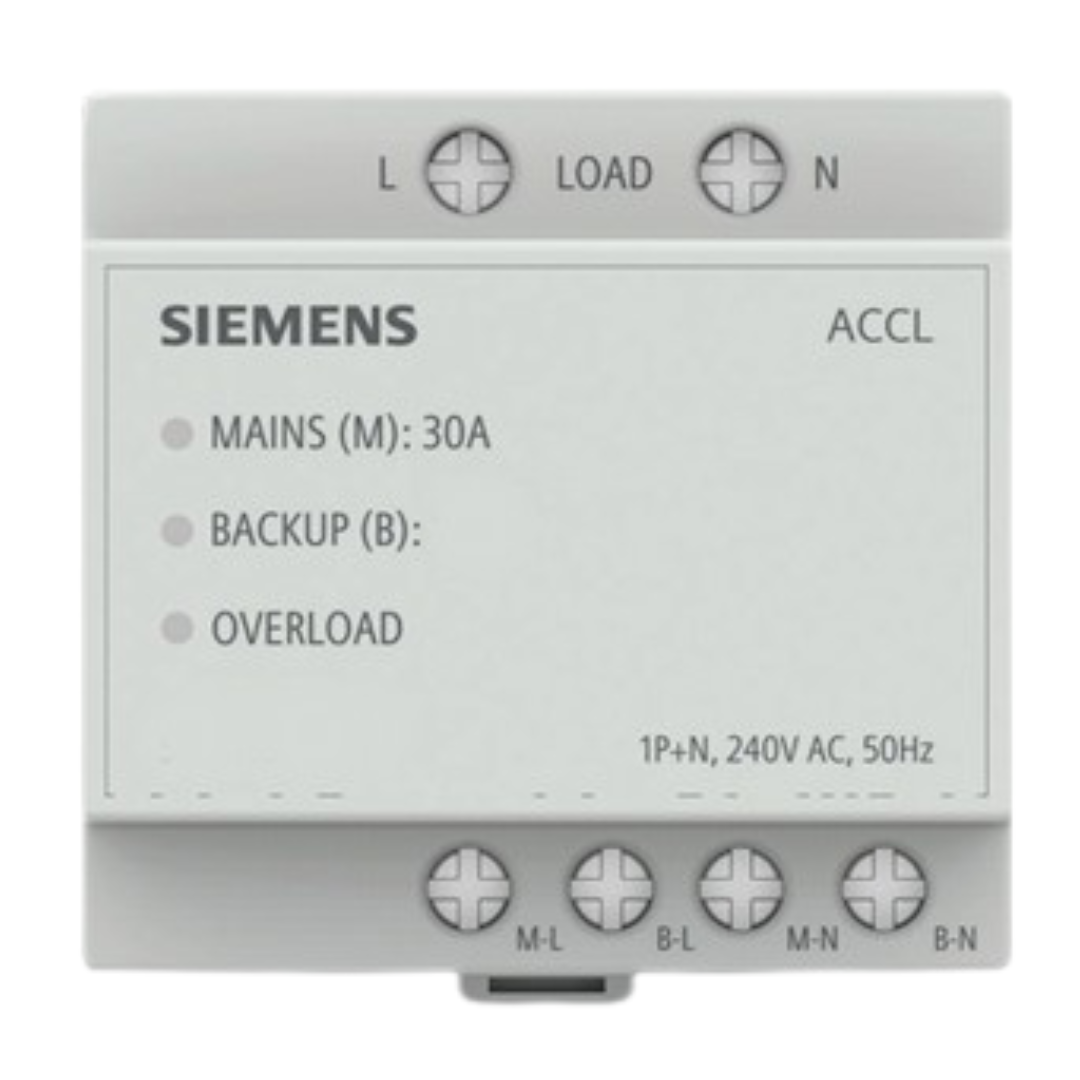 L LOAD N
SIEMENS ACCL
MAINS (M): 30A
BACKUP (B):
OVERLOAD
1P+N, 240V AC, 50Hz
M-L B-L M-N B-N